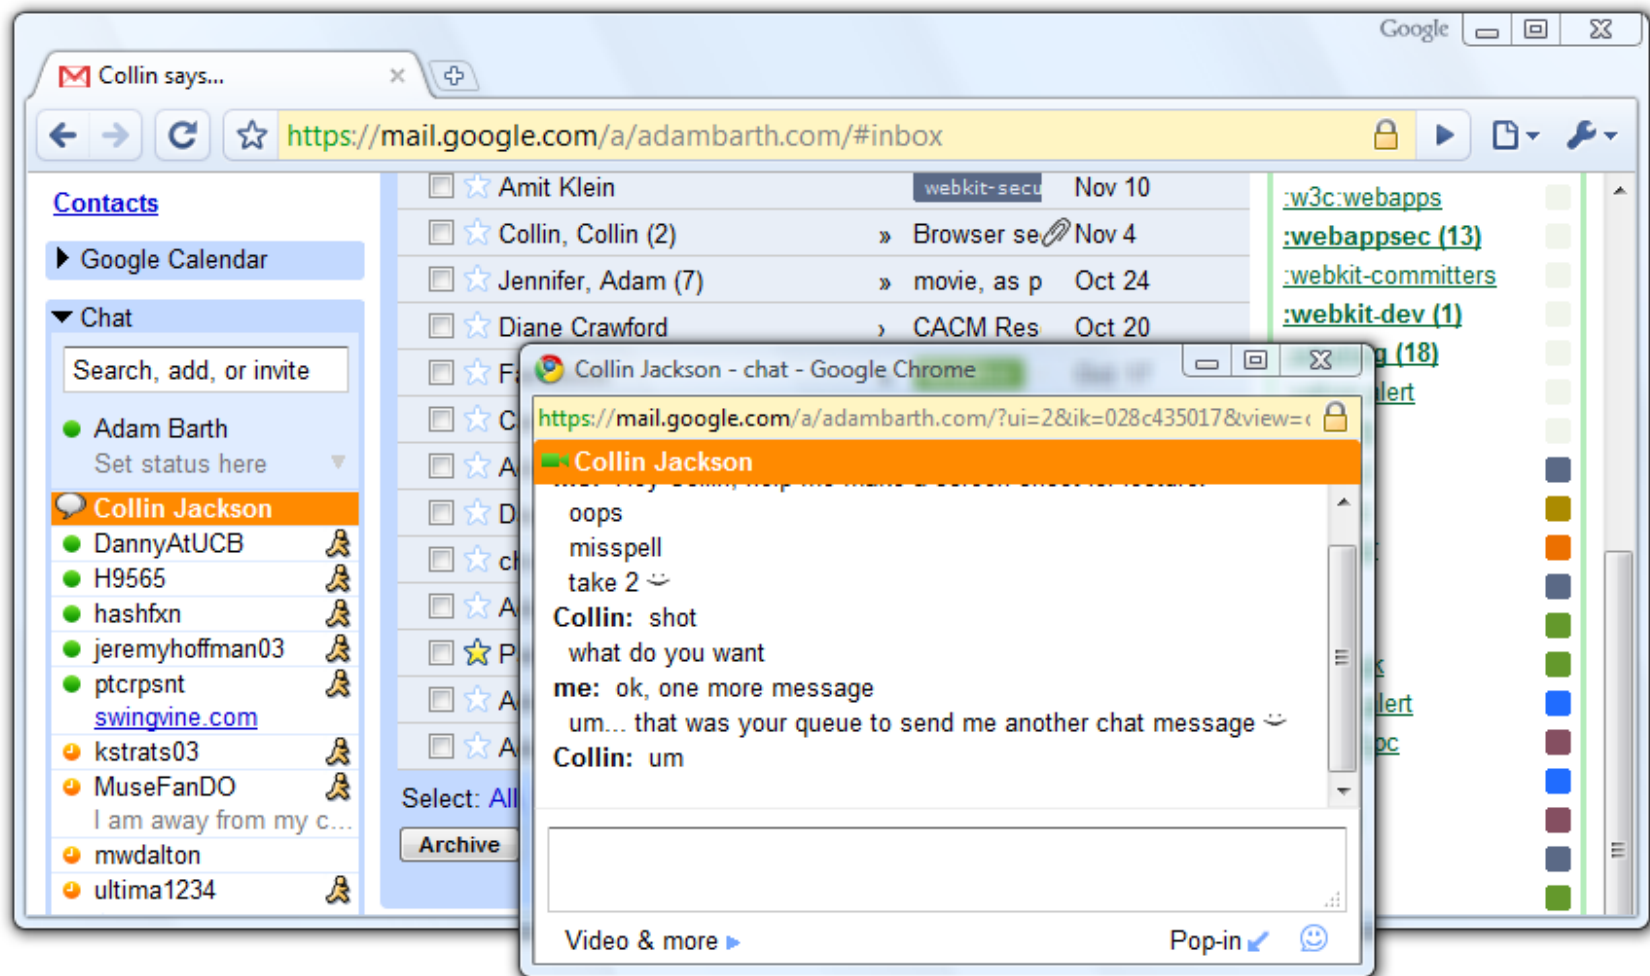 Google
Collin says...
https://mail.google.com/a/adambarth.com/#inbox
Contacts
Google Calendar
Chat
Search, add, or invite
Adam Barth
Set status here
Collin Jackson
DannyAtUCB
H9565
hashfxn
jeremyhoffman03
ptcrpsnt
swingvine.com
kstrats03
MuseFanDO
I am away from my c...
mwdalton
ultima1234
Amit Klein webkit-secu Nov 10
Collin, Collin (2) » Browser se Nov 4
Jennifer, Adam (7) » movie, as p Oct 24
Diane Crawford › CACM Res Oct 20
Select: All
Archive
:w3c:webapps
:webappsec (13)
:webkit-committers
:webkit-dev (1)
(18)
Collin Jackson - chat - Google Chrome
https://mail.google.com/a/adambarth.com/?ui=2&ik=028c435017&view=c
Collin Jackson
oops
misspell
take 2
Collin: shot
what do you want
me: ok, one more message
um... that was your queue to send me another chat message
Collin: um
Video & more
Pop-in